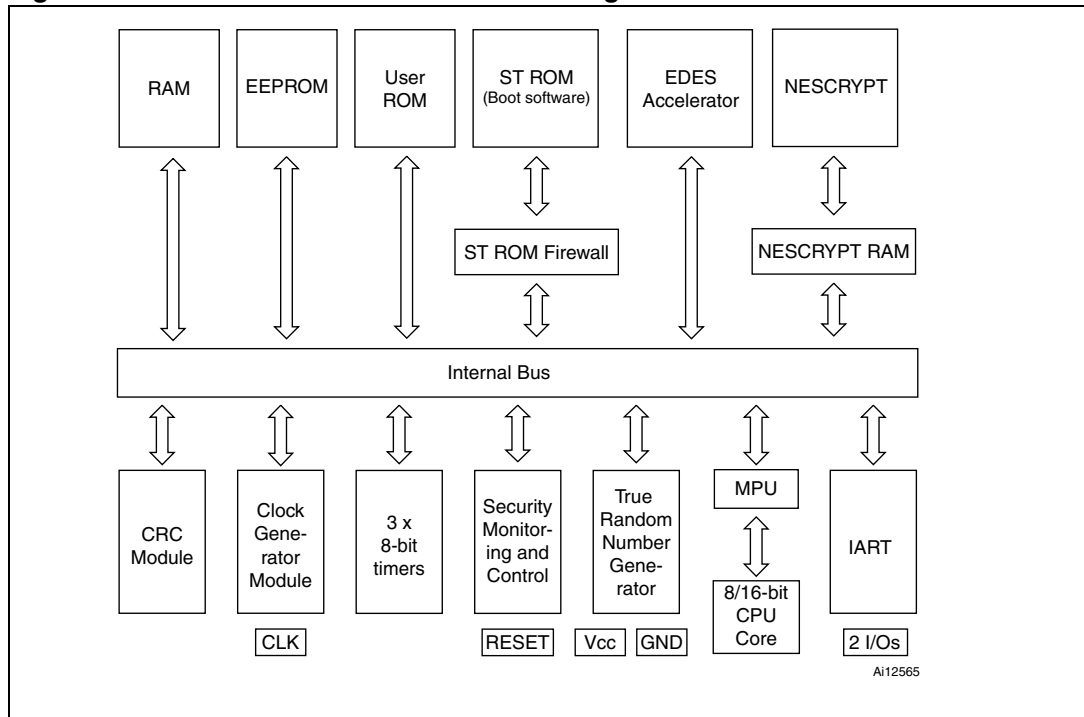 RAM
EEPROM
User
ROM
ST ROM
(Boot software)
EDES
Accelerator
NESCRYPT
ST ROM Firewall
NESCRYPT RAM
Internal Bus
CRC
Module
Clock
Gene-
rator
Module
3 x
8-bit
timers
Security
Monitor-
ing and
Control
True
Random
Number
Gene-
rator
MPU
8/16-bit
CPU
Core
IART
CLK
RESET
Vcc
GND
2 I/Os
Ai12565